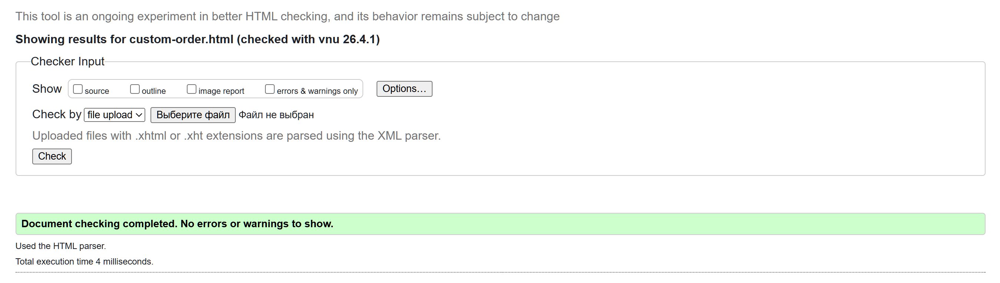 This tool is an ongoing experiment in better HTML checking, and its behavior remains subject to change
Showing results for custom-order.html (checked with vnu 26.4.1)
Checker Input
Show source outline image report errors & warnings only Options…
Check by file upload Выберите файл Файл не выбран
Uploaded files with .xhtml or .xht extensions are parsed using the XML parser.
Check
Document checking completed. No errors or warnings to show.
Used the HTML parser.
Total execution time 4 milliseconds.